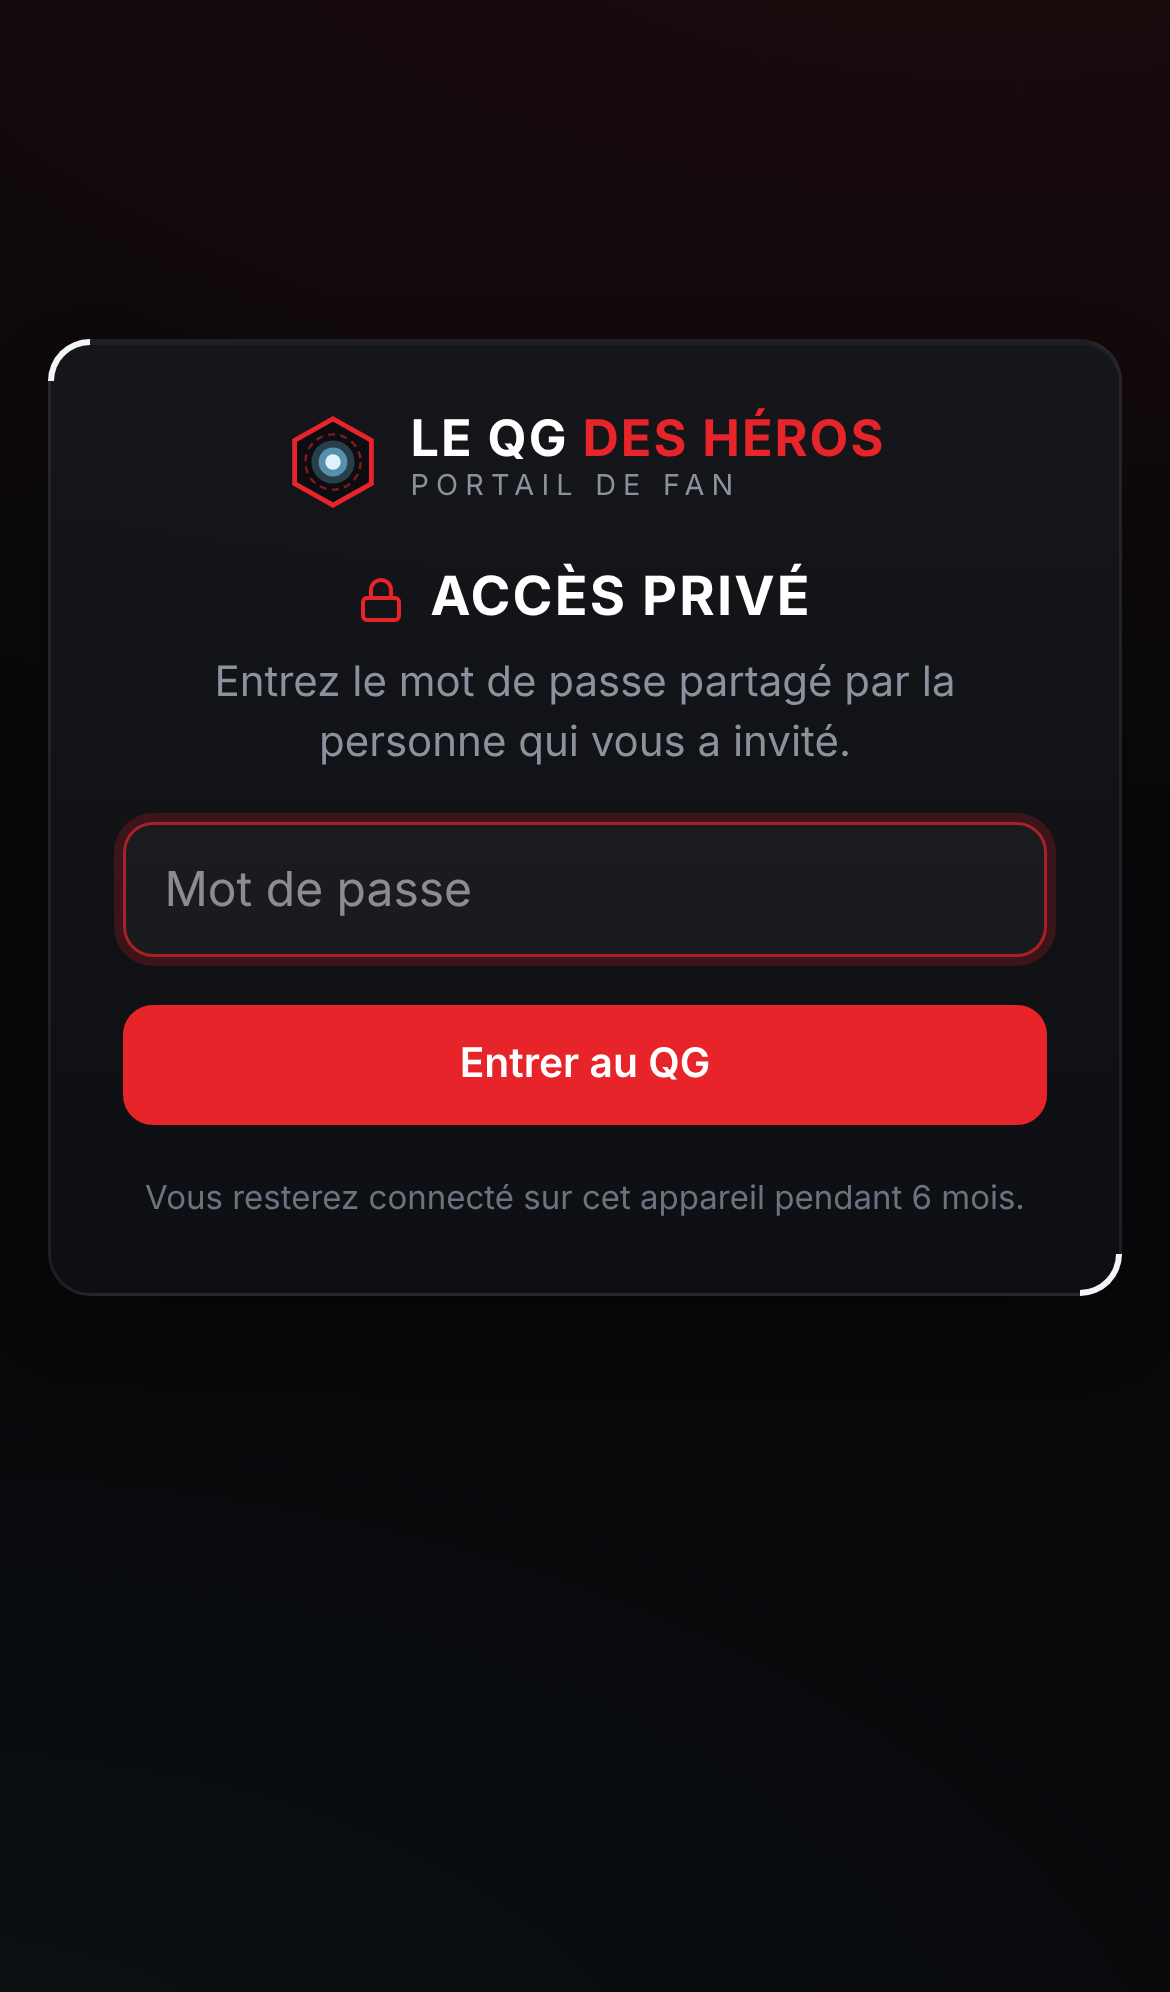 LE QG DES HÉROS
PORTAIL DE FAN
ACCÈS PRIVÉ
Entrez le mot de passe partagé par la
personne qui vous a invité.
Mot de passe
Entrer au QG
Vous resterez connecté sur cet appareil pendant 6 mois.